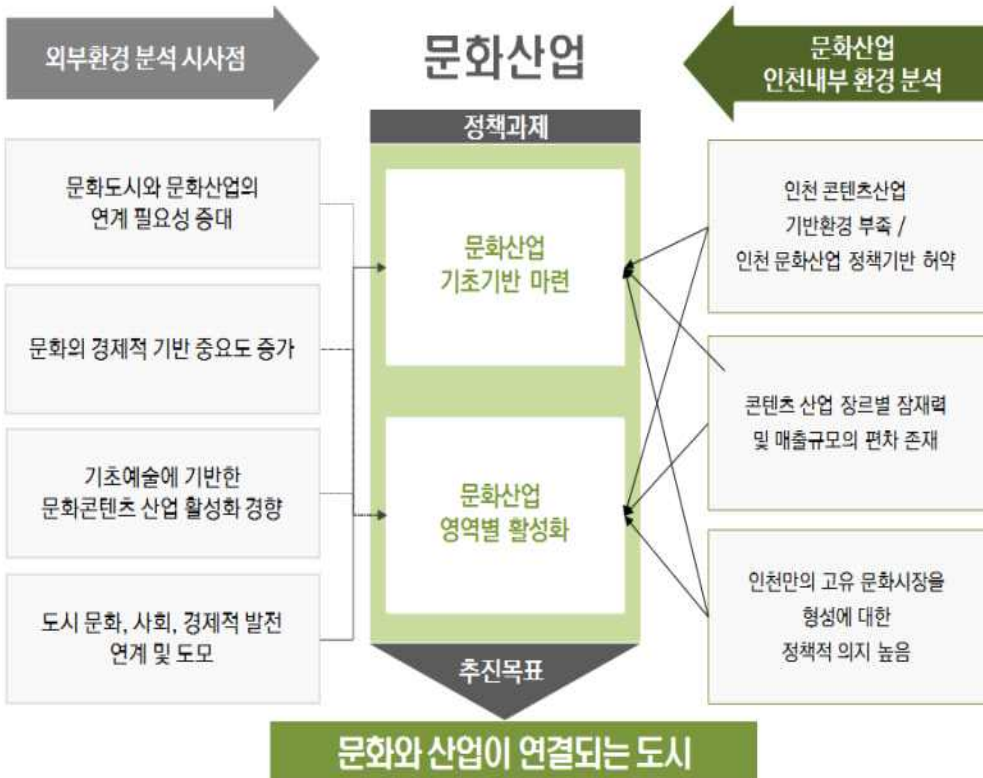 외부환경 분석 시사점
문화산업
문화산업
인천내부 환경 분석
정책과제
문화도시와 문화산업의
연계 필요성 증대
문화의 경제적 기반 중요도 증가
기초예술에 기반한
문화콘텐츠 산업 활성화 경향
도시 문화, 사회, 경제적 발전
연계 및 도모
문화산업
기초기반 마련
문화산업
영역별 활성화
인천 콘텐츠산업
기반환경 부족 /
인천 문화산업 정책기반 허약
콘텐츠 산업 장르별 잠재력
및 매출규모의 편차 존재
인천만의 고유 문화시장을
형성에 대한
정책적 의지 높음
추진목표
문화와 산업이 연결되는 도시